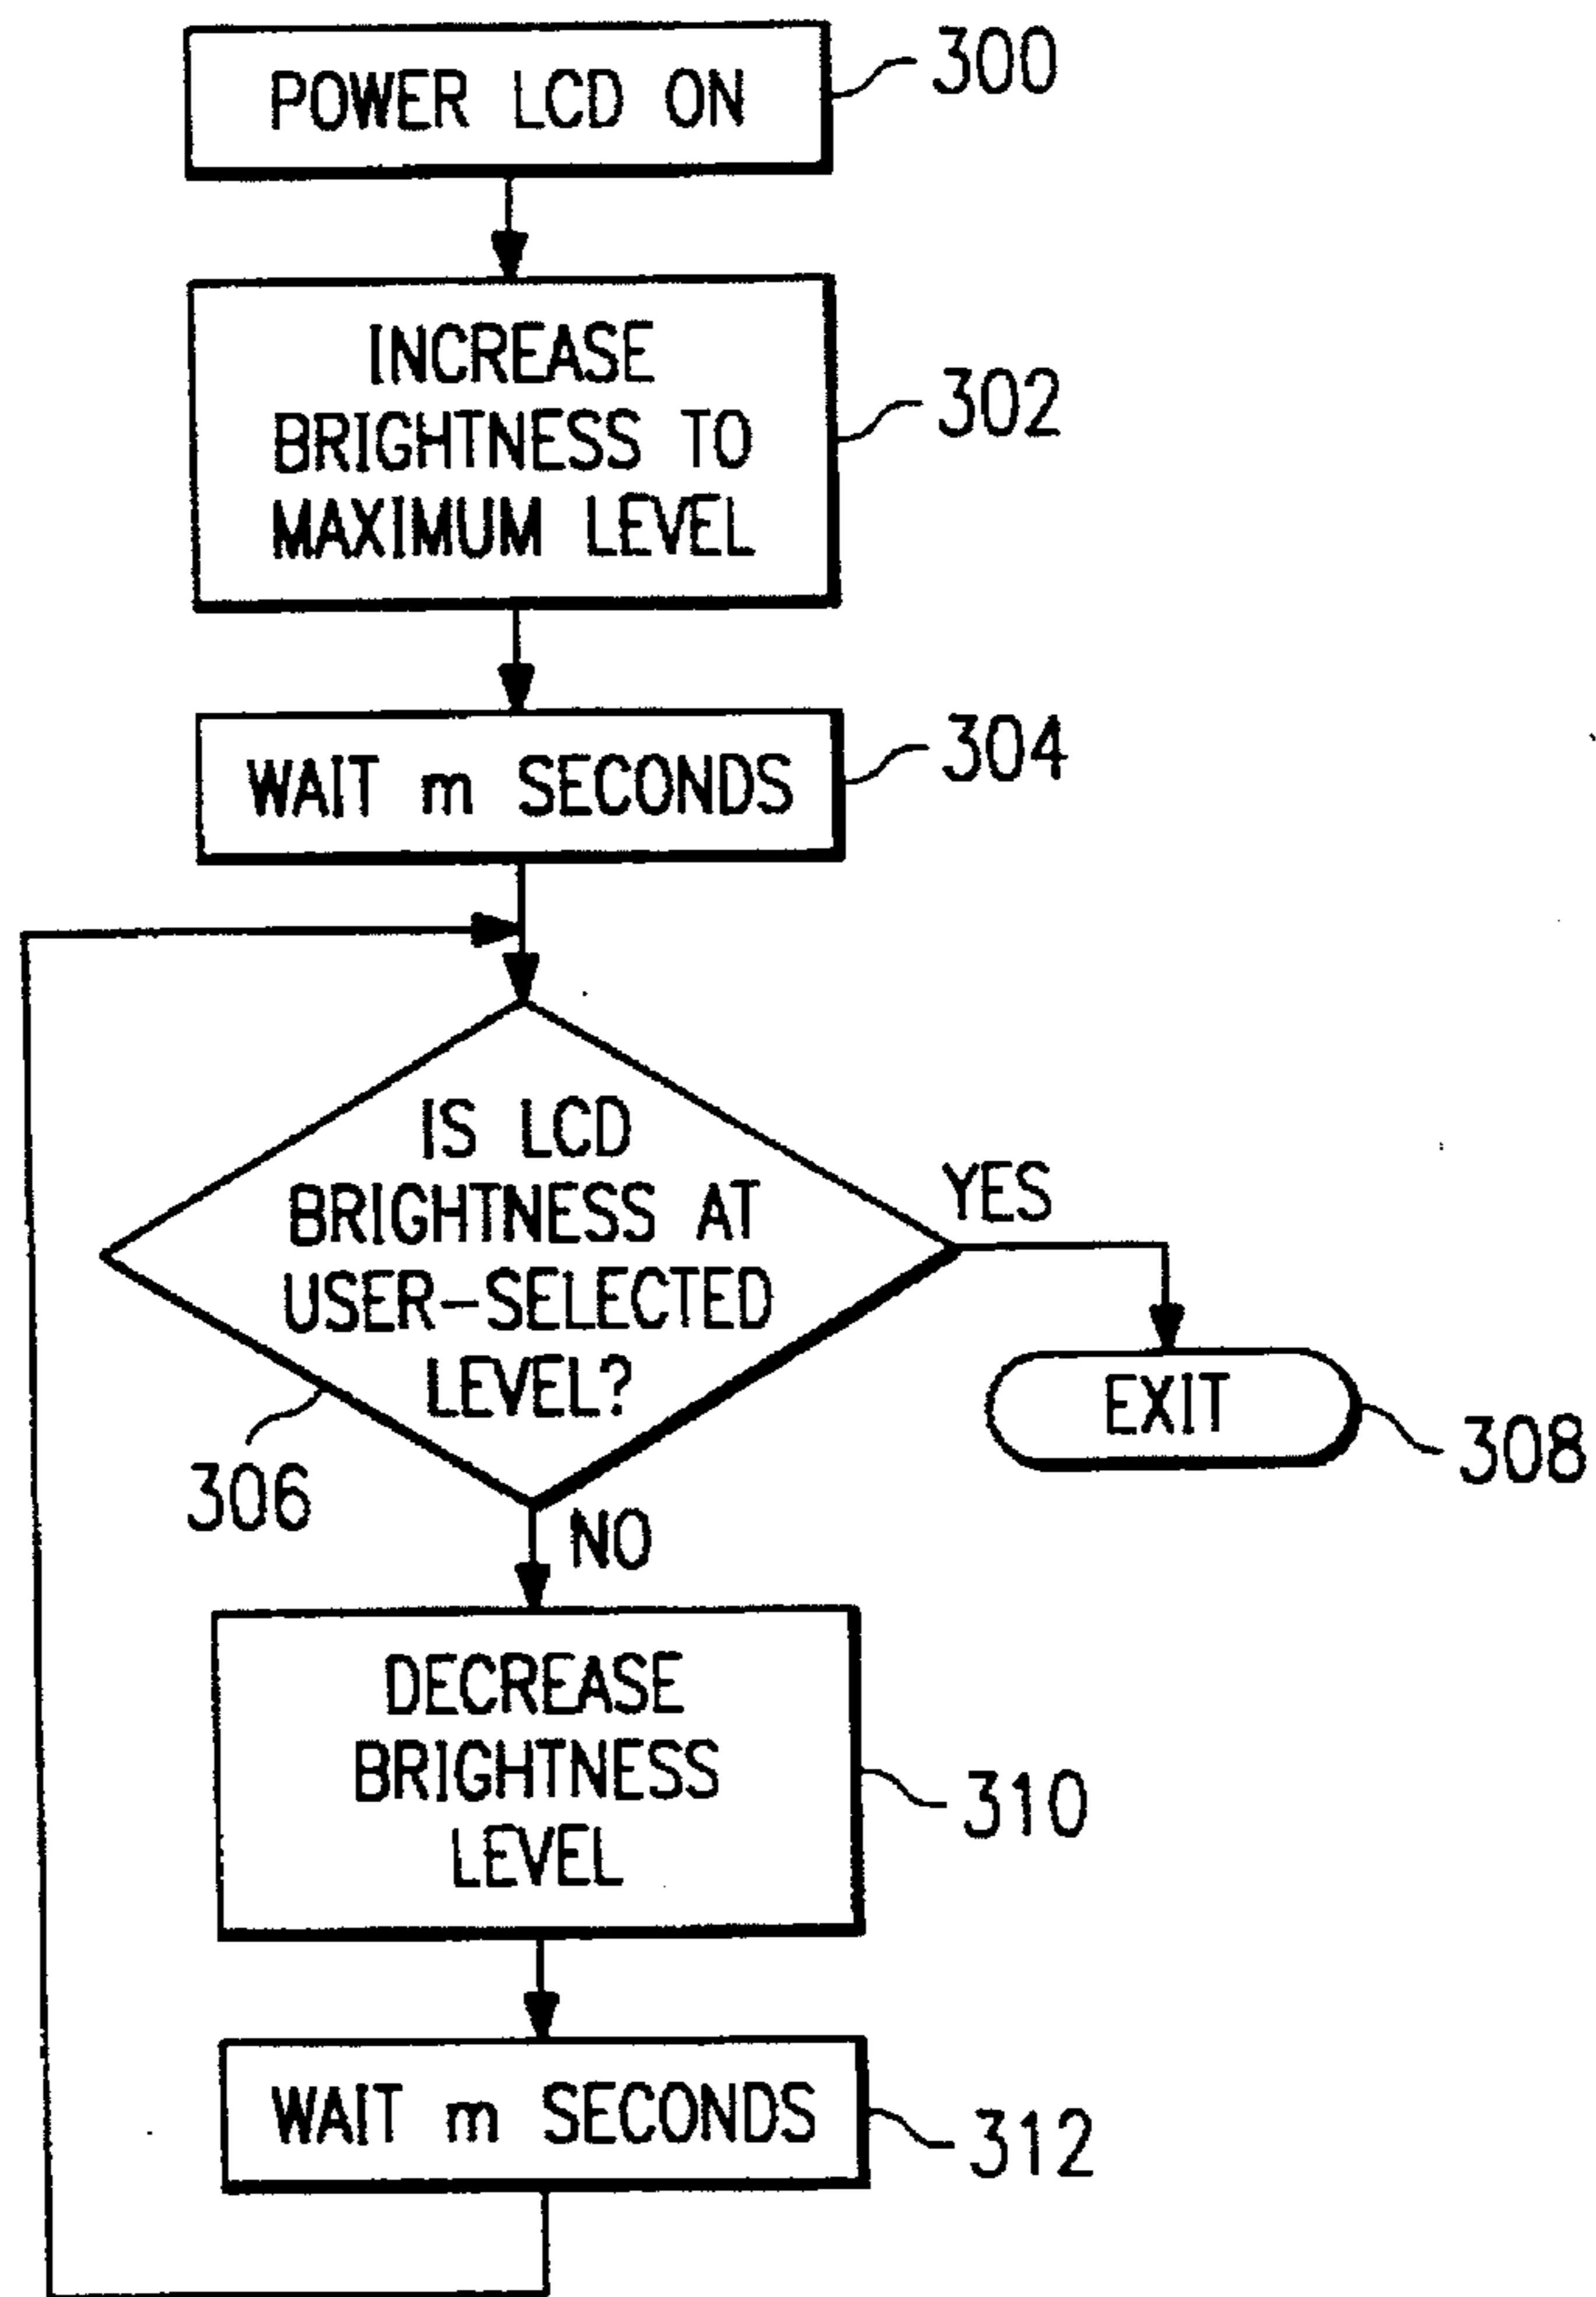 POWER LCD ON
300
INCREASE
BRIGHTNESS TO
MAXIMUM LEVEL
302
WAIT m SECONDS
304
IS LCD
BRIGHTNESS AT
USER-SELECTED
LEVEL?
306
YES
EXIT
308
NO
DECREASE
BRIGHTNESS
LEVEL
310
WAIT m SECONDS
312